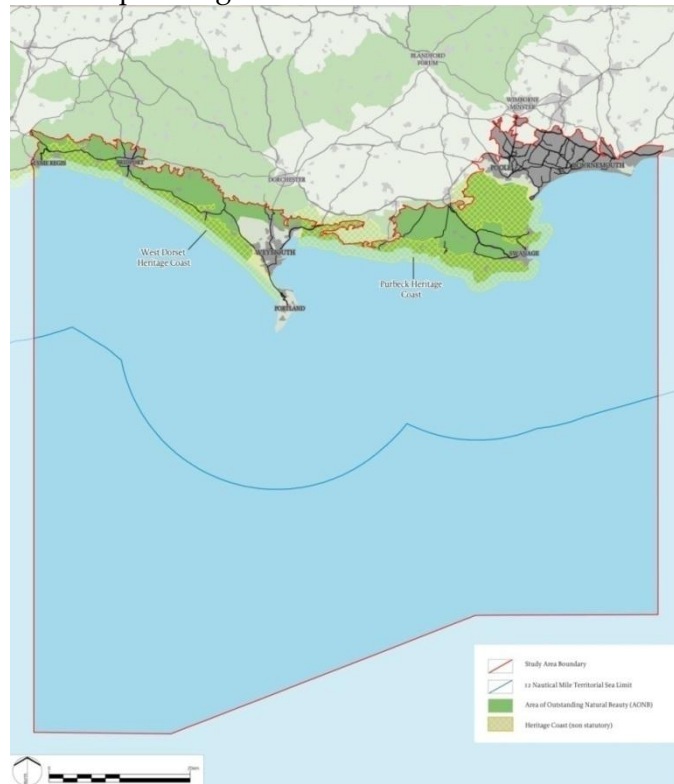 BLANDFORD
FORUM
WIMBORNE
MINSTER
LYME REGIS
DORCHESTER
POOLE
BOURNEMOUTH
West Dorset
Heritage Coast
WEYMOUTH
SWANAGE
Purbeck Heritage
Coast
PORTLAND
Study Area Boundary
12 Nautical Mile Territorial Sea Limit
Area of Outstanding Natural Beauty (AONB)
Heritage Coast (non statutory)
0